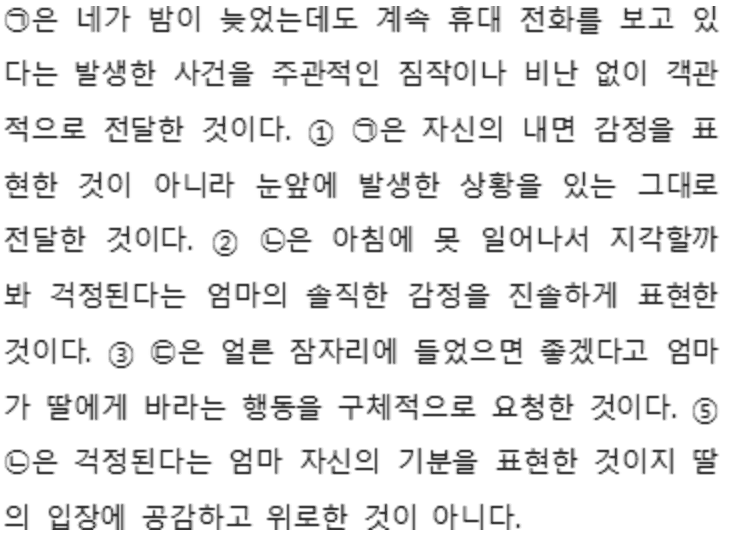 ㉠은 네가 밤이 늦었는데도 계속 휴대 전화를 보고 있
다는 발생한 사건을 주관적인 짐작이나 비난 없이 객관
적으로 전달한 것이다. ① ㉠은 자신의 내면 감정을 표
현한 것이 아니라 눈앞에 발생한 상황을 있는 그대로
전달한 것이다. ② ㉡은 아침에 못 일어나서 지각할까
봐 걱정된다는 엄마의 솔직한 감정을 진솔하게 표현한
것이다. ③ ㉢은 얼른 잠자리에 들었으면 좋겠다고 엄마
가 딸에게 바라는 행동을 구체적으로 요청한 것이다. ⑤
㉡은 걱정된다는 엄마 자신의 기분을 표현한 것이지 딸
의 입장에 공감하고 위로한 것이 아니다.